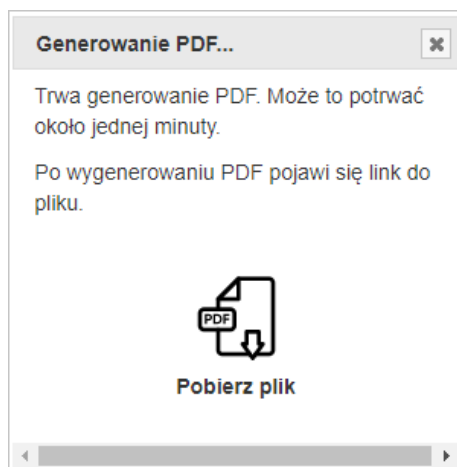 Generowanie PDF...
Trwa generowanie PDF. Może to potrwać
około jednej minuty.
Po wygenerowaniu PDF pojawi się link do
pliku.
PDF
Pobierz plik